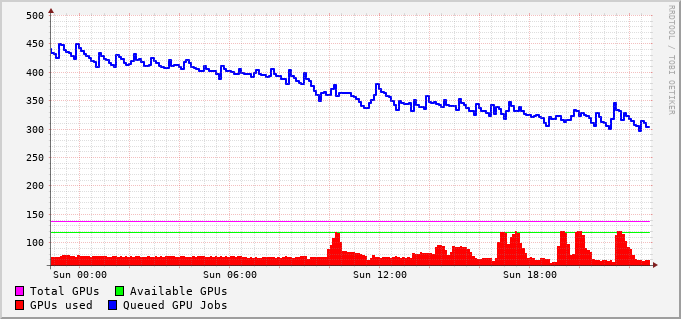 500
450
400
350
300
250
200
150
100
Sun 00:00 Sun 06:00 Sun 12:00 Sun 18:00
Total GPUs Available GPUs
GPUs used Queued GPU Jobs
RRDTOOL / TOBI OETIKER